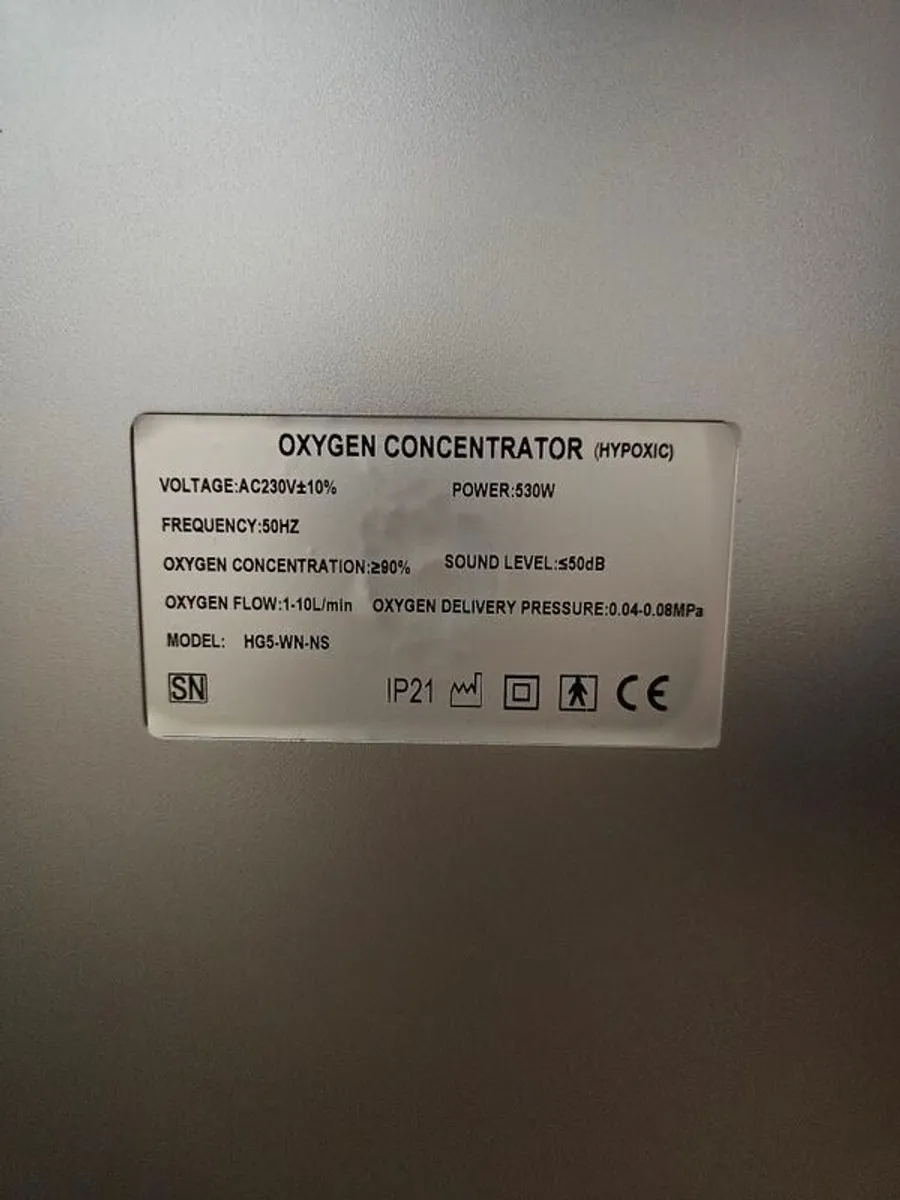 OXYGEN CONCENTRATOR (HYPOXIC)
VOLTAGE:AC230V±10% POWER:530W
FREQUENCY:50HZ
OXYGEN CONCENTRATION:≥90% SOUND LEVEL:≤50dB
OXYGEN FLOW:1-10L/min OXYGEN DELIVERY PRESSURE:0.04-0.08MPa
MODEL: HG5-WN-NS
SN IP21 CE